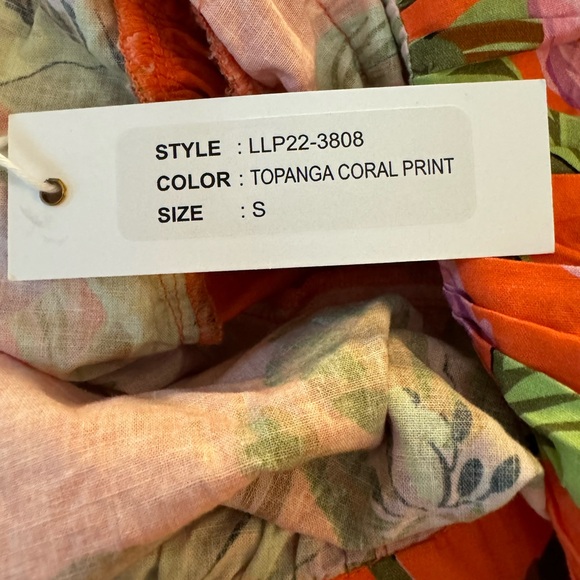 STYLE : LLP22-3808
COLOR : TOPANGA CORAL PRINT
SIZE : S